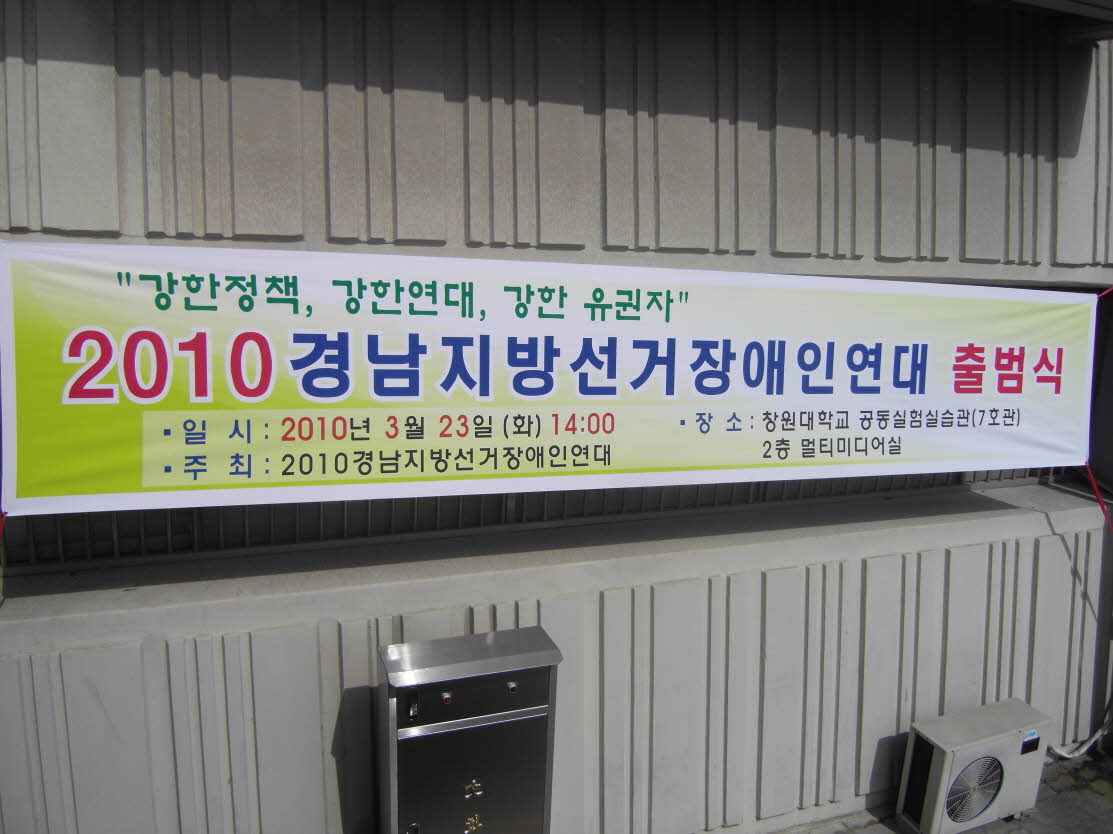 "강한정책, 강한연대, 강한 유권자"
2010 경남지방선거장애인연대 출범식
▪ 일 시 : 2010년 3월 23일 (화) 14:00
▪ 주 최 : 2010경남지방선거장애인연대
▪ 장 소 : 창원대학교 공동실험실습관(7호관)
2층 멀티미디어실